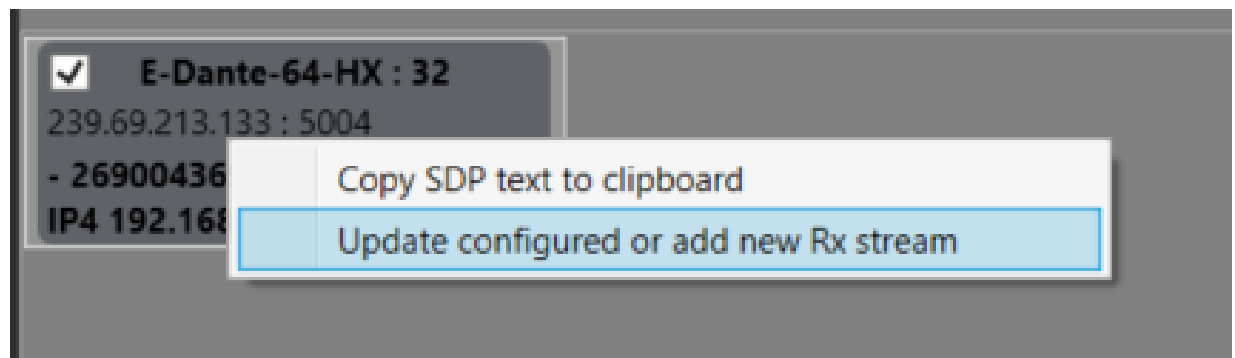 E-Dante-64-HX : 32
239.69.213.133 : 5004
- 26900436
IP4 192.168
Copy SDP text to clipboard
Update configured or add new Rx stream